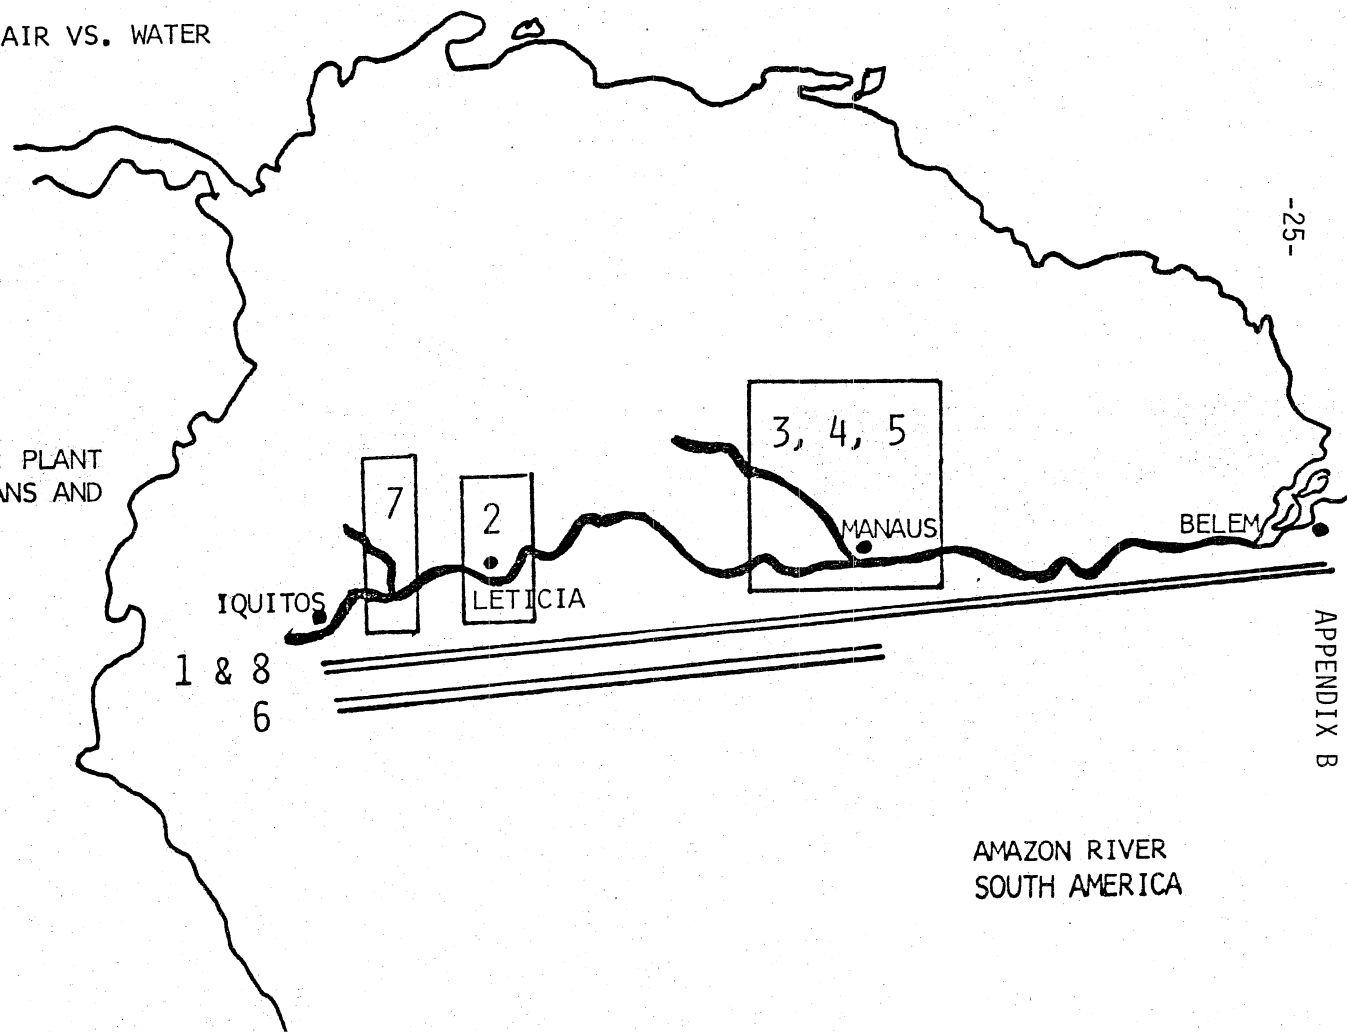 AIR VS. WATER
-25-
3, 4, 5
PLANT
ANS AND
7
2
MANAUS
BELEM
IQUITOS
LETICIA
1 & 8
6
APPENDIX B
AMAZON RIVER
SOUTH AMERICA